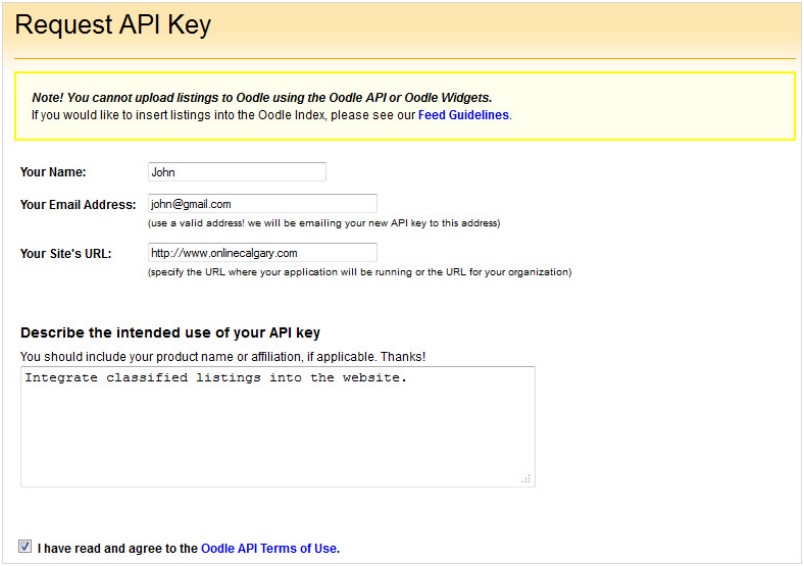 Request API Key
Note! You cannot upload listings to Oodle using the Oodle API or Oodle Widgets.
If you would like to insert listings into the Oodle Index, please see our Feed Guidelines.
Your Name: John
Your Email Address: john@gmail.com
(use a valid address! we will be emailing your new API key to this address)
Your Site's URL: http://www.onlinecalgary.com
(specify the URL where your application will be running or the URL for your organization)
Describe the intended use of your API key
You should include your product name or affiliation, if applicable. Thanks!
Integrate classified listings into the website.
I have read and agree to the Oodle API Terms of Use.